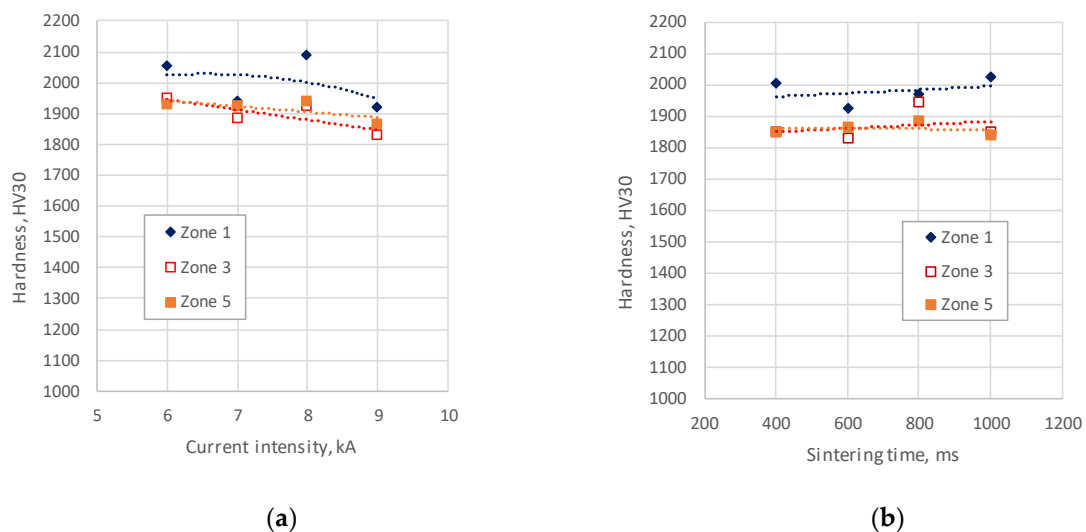 2200
2100
2000
1900
1800
1700
1600
1500
1400
1300
1200
1100
1000
Hardness, HV30
Zone 1
Zone 3
Zone 5
5 6 7 8 9 10
Current intensity, kA
(a)
2200
2100
2000
1900
1800
1700
1600
1500
1400
1300
1200
1100
1000
Hardness, HV30
Zone 1
Zone 3
Zone 5
200 400 600 800 1000 1200
Sintering time, ms
(b)